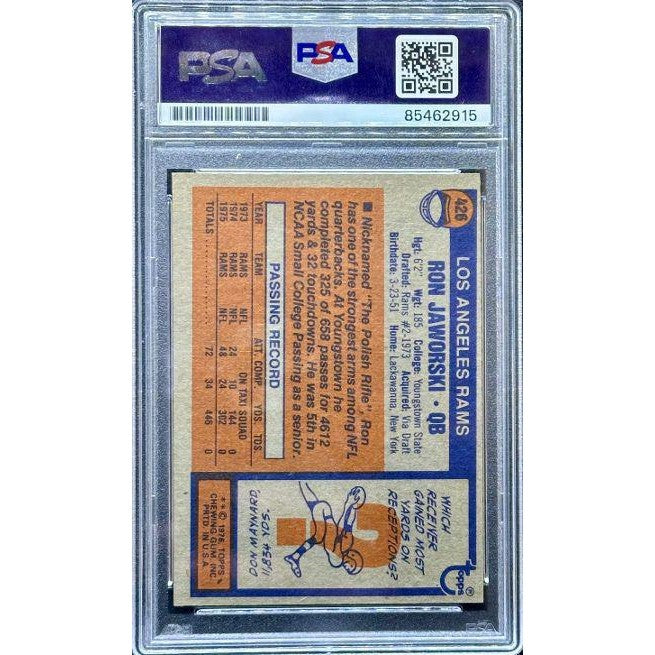 PSA
PSA
85462915
426
LOS ANGELES RAMS
RON JAWORSKI • QB
Hgt: 6'2" Wgt: 185 College: Youngstown State
Drafted: Rams #2-1973 Acquired: Via Draft
Birthdate: 3-23-51 Home: Lackawanna, New York
■ Nicknamed "The Polish Rifle" Ron
has one of the strongest arms among NFL
quarterbacks. At Youngstown he
completed 325 of 658 passes for 4612
yards & 32 touchdowns. He was 5th in
NCAA Small College Passing as a senior.
PASSING RECORD
YEAR TEAM ATT. COMP. YDS. TDS.
1973 RAMS NFL ON TAXI SQUAD
1974 RAMS NFL 24 10 144 0
1975 RAMS NFL 48 24 302 0
TOTALS 72 34 446 0
Topps ®
WHICH
RECEIVER
GAINED MOST
YARDS ON
RECEPTIONS?
?
DON MAYNARD
11,834 YDS.
** © 1976 TOPPS
CHEWING GUM, INC.
PRTD. IN U.S.A.
PSA